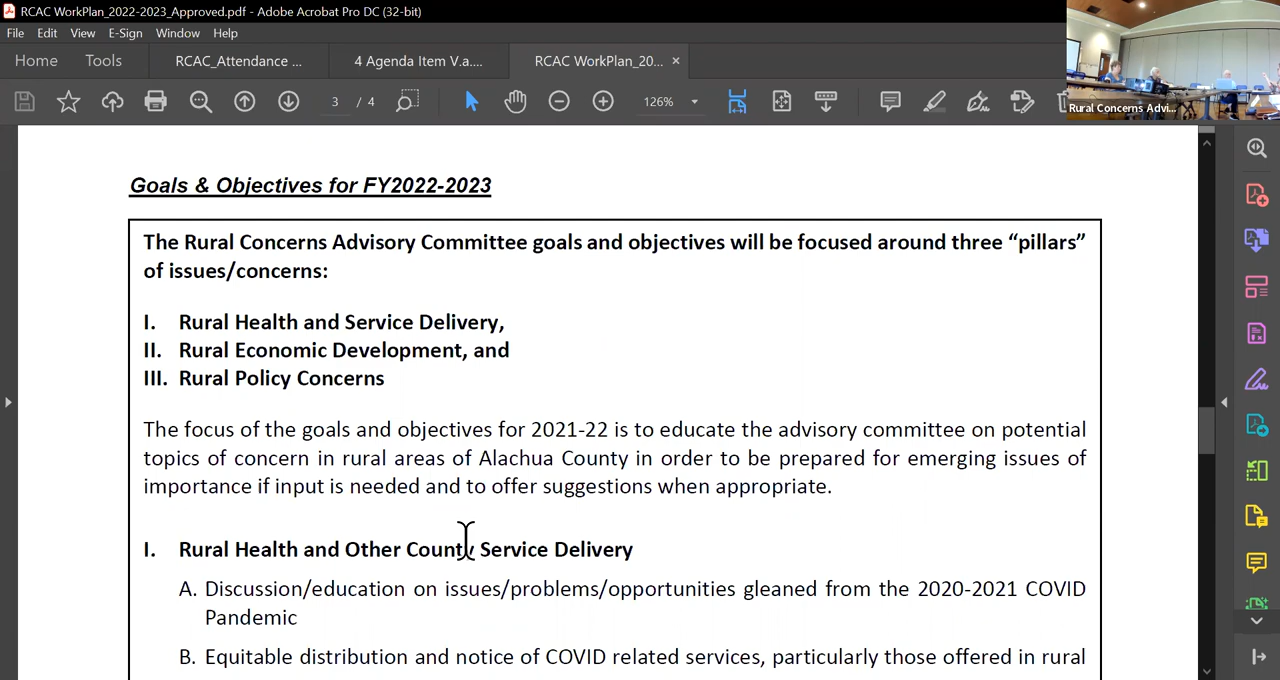 RCAC WorkPlan_2022-2023_Approved.pdf - Adobe Acrobat Pro DC (32-bit)
File Edit View E-Sign Window Help
Home Tools RCAC_Attendance ... 4 Agenda Item V.a.... RCAC WorkPlan_20... ×
3 / 4 126%
Rural Concerns Advi...
Goals & Objectives for FY2022-2023
The Rural Concerns Advisory Committee goals and objectives will be focused around three “pillars”
of issues/concerns:
I. Rural Health and Service Delivery,
II. Rural Economic Development, and
III. Rural Policy Concerns
The focus of the goals and objectives for 2021-22 is to educate the advisory committee on potential
topics of concern in rural areas of Alachua County in order to be prepared for emerging issues of
importance if input is needed and to offer suggestions when appropriate.
I. Rural Health and Other County Service Delivery
A. Discussion/education on issues/problems/opportunities gleaned from the 2020-2021 COVID
Pandemic
B. Equitable distribution and notice of COVID related services, particularly those offered in rural